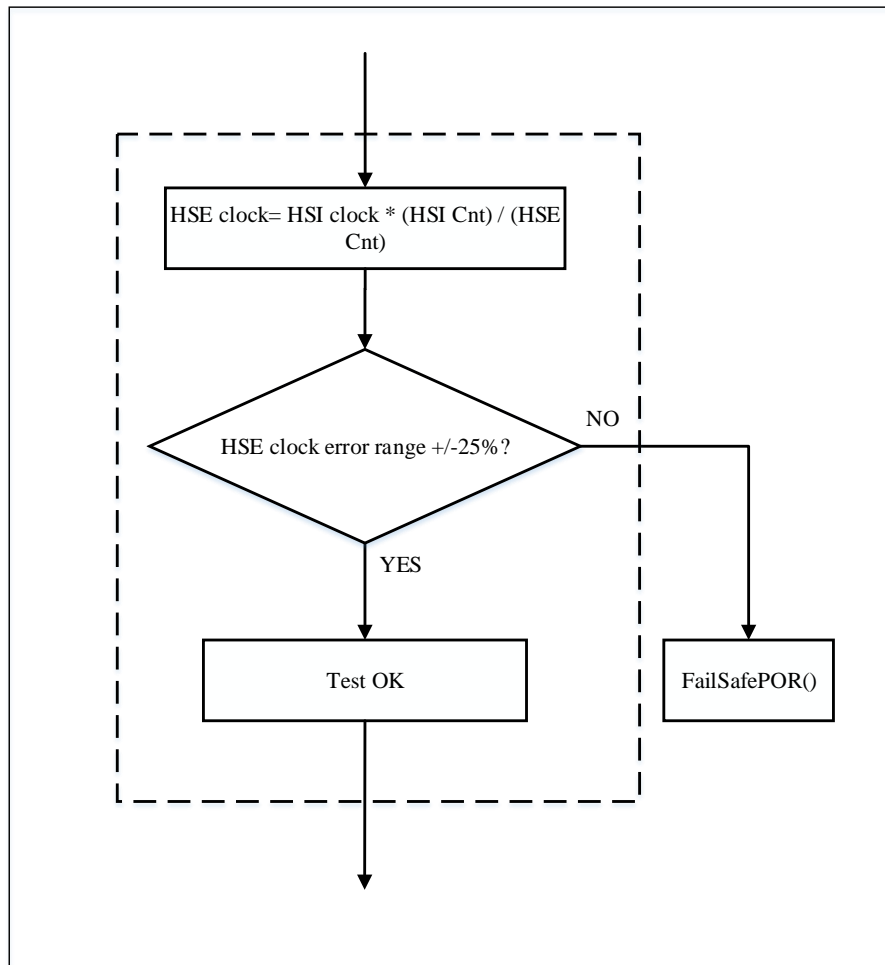 HSE clock= HSI clock * (HSI Cnt) / (HSE
Cnt)
HSE clock error range +/-25%?
NO
YES
Test OK
FailSafePOR()